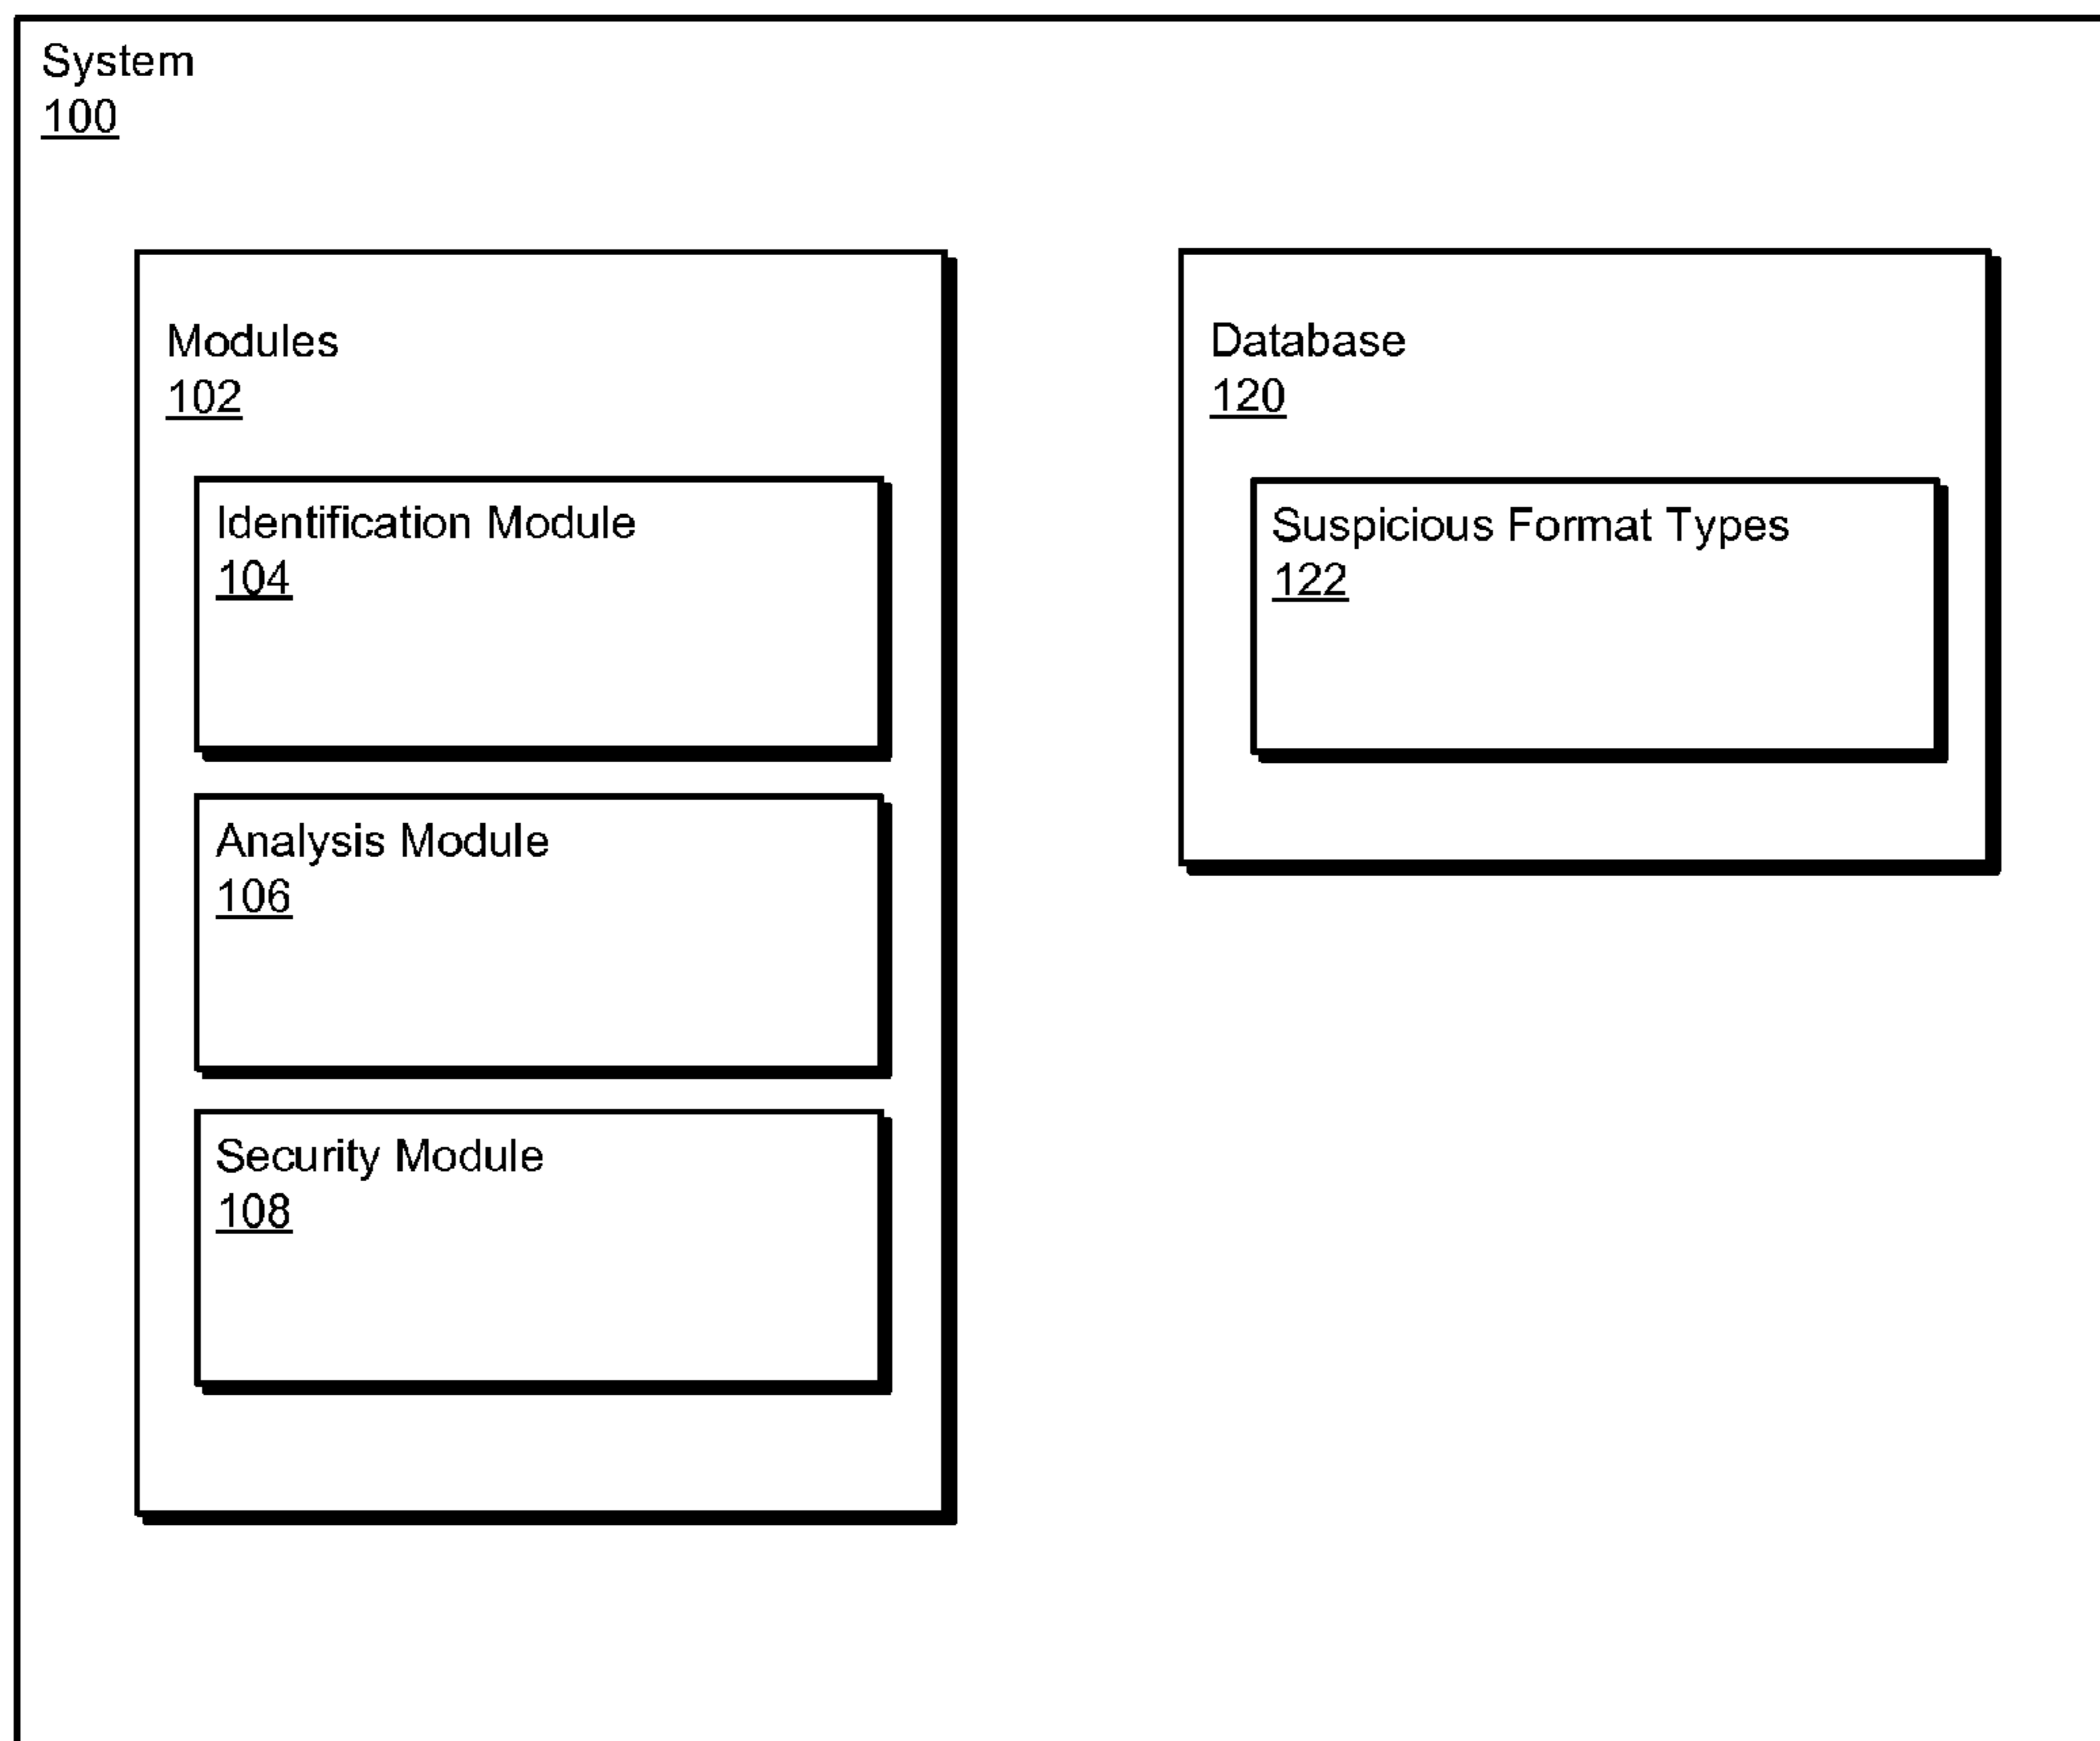 System
100
Modules
102
Identification Module
104
Analysis Module
106
Security Module
108
Database
120
Suspicious Format Types
122